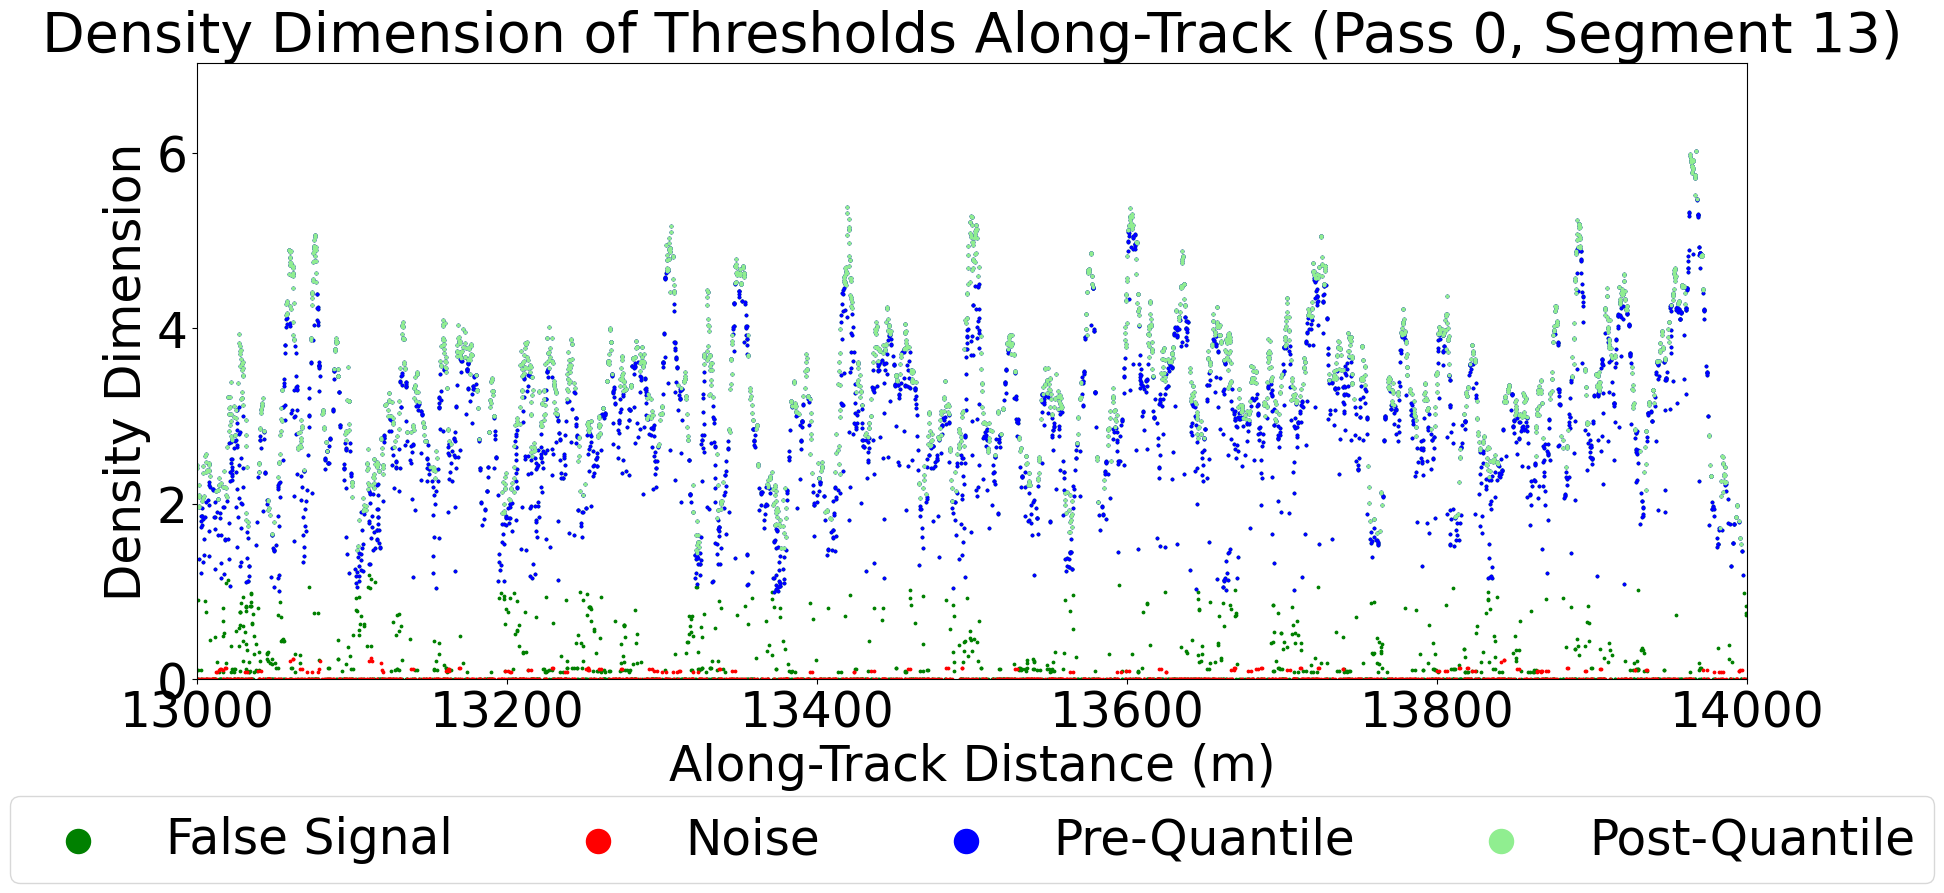 Density Dimension of Thresholds Along-Track (Pass 0, Segment 13)
Density Dimension
6
4
2
0
13000 13200 13400 13600 13800 14000
Along-Track Distance (m)
False Signal Noise Pre-Quantile Post-Quantile